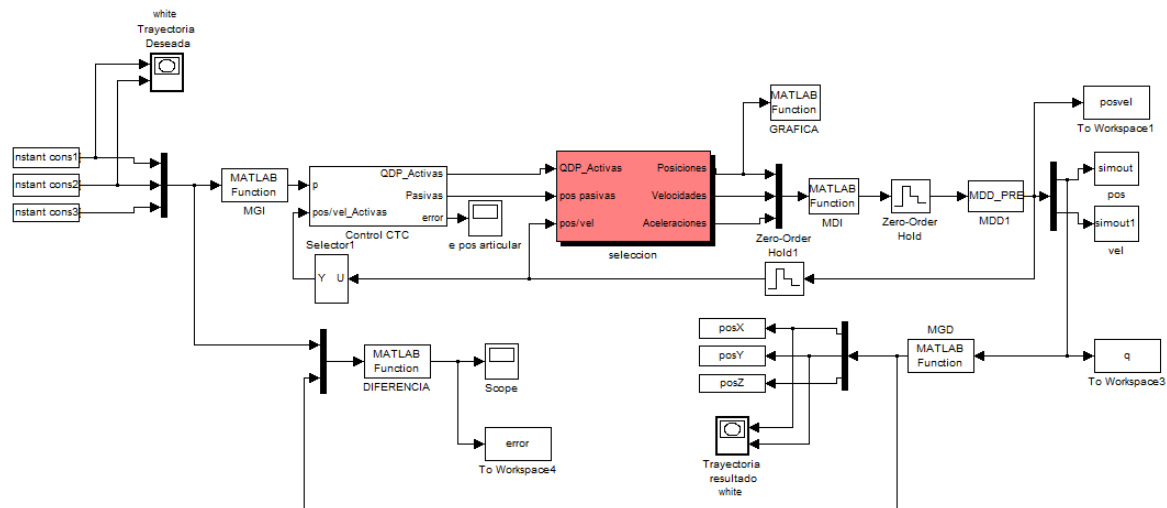 white
Trayectoria
Deseada
nstant cons1
nstant cons2
nstant cons3
MATLAB
Function
MGI
p
QDP_Activas
Pasivas
pos/vel_Activas
error
Control CTC
e pos articular
QDP_Activas
Posiciones
pos pasivas
Velocidades
pos/vel
Aceleraciones
seleccion
MATLAB
Function
GRAFICA
MATLAB
Function
MDI
Zero-Order
Hold
MDD_PRE
MDD1
posvel
To Workspace1
simout
pos
simout1
vel
Selector1
Y U
Zero-Order
Hold1
MATLAB
Function
DIFERENCIA
Scope
error
To Workspace4
posX
posY
posZ
MGD
MATLAB
Function
q
To Workspace3
Trayectoria
resultado
white